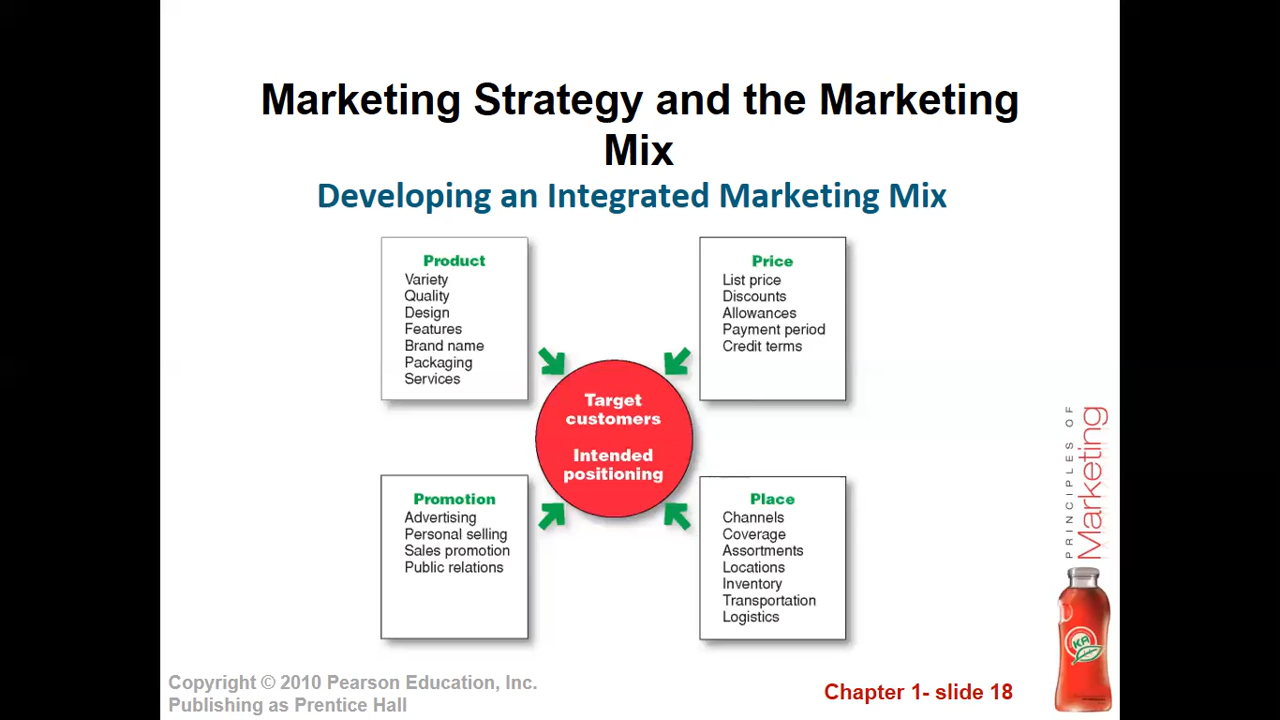 Marketing Strategy and the Marketing
Mix
Developing an Integrated Marketing Mix
Product
Variety
Quality
Design
Features
Brand name
Packaging
Services
Price
List price
Discounts
Allowances
Payment period
Credit terms
Target
customers
Intended
positioning
Promotion
Advertising
Personal selling
Sales promotion
Public relations
Place
Channels
Coverage
Assortments
Locations
Inventory
Transportation
Logistics
PRINCIPLES OF
Marketing
KR
Copyright © 2010 Pearson Education, Inc.
Publishing as Prentice Hall
Chapter 1- slide 18